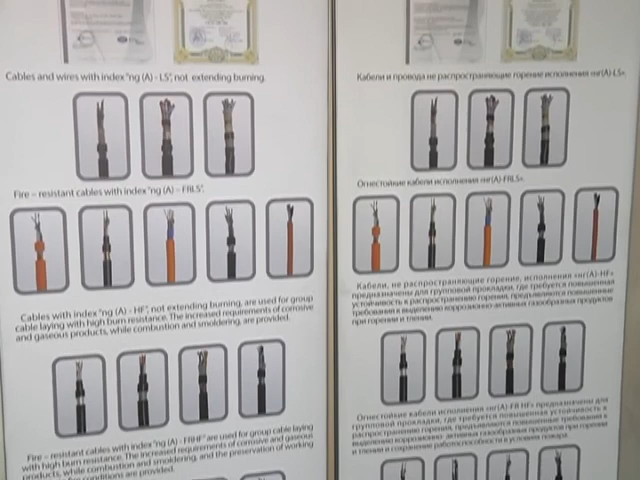 Cables and wires with index "ng (A) - LS", not extending burning.
Fire – resistant cables with index "ng (A) – FRLS".
Cables with index "ng (A) - HF", not extending burning, are used for group
cable laying with high burn resistance. The increased requirements of corrosive
and gaseous products, while combustion and smoldering, are provided.
Fire – resistant cables with index "ng (A) - FRHF" are used for group cable laying
with high burn resistance. The increased requirements of corrosive and gaseous
products, while combustion and smoldering, and the preservation of working
conditions are provided.
Кабели и провода не распространяющие горение исполнения «нг(А)-LS».
Огнестойкие кабели исполнения «нг(А)-FRLS».
Кабели, не распространяющие горение, исполнения «нг(А)-HF»
предназначены для групповой прокладки, где требуется повышенная
устойчивость к распространению горения, предъявляются повышенные
требования к выделению коррозионно-активных газообразных продуктов
при горении и тлении.
Огнестойкие кабели исполнения «нг(А)-FR HF» предназначены для
групповой прокладки, где требуется повышенная устойчивость к
распространению горения, предъявляются повышенные требования к
выделению коррозионно- активных газообразных продуктов при горении
и тлении и сохранение работоспособности в условиях пожара.